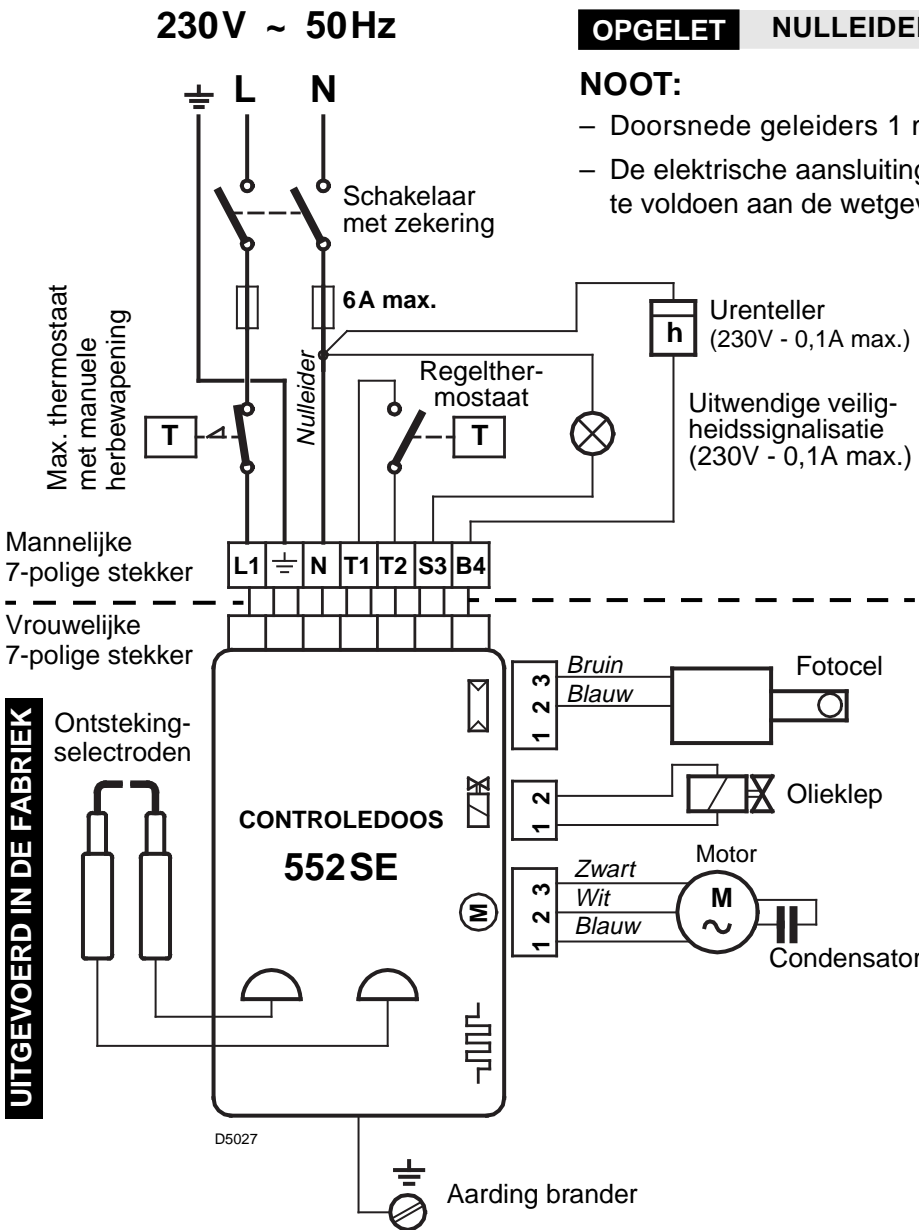 230V ~ 50Hz
OPGELET
L N
NOOT:
– Doorsnede geleiders 1
– De elektrische
te voldoen aan de
Schakelaar
met zekering
6A max.
Max. thermostaat
met manuele
herbewapening
T
Nulleider
Regelther-
mostaat
T
h
Urenteller
(230V - 0,1A max.)
Uitwendige veilig-
heidssignalisatie
(230V - 0,1A max.)
Mannelijke
7-polige stekker
L1 N T1 T2 S3 B4
Vrouwelijke
7-polige stekker
UITGEVOERD IN DE FABRIEK
Ontsteking-
selectroden
CONTROLEDOOS
552SE
M
3
2
1
Bruin
Blauw
Fotocel
2
1
Olieklep
3
2
1
Zwart
Wit
Blauw
Motor
M
~
Condensator
D5027
Aarding brander